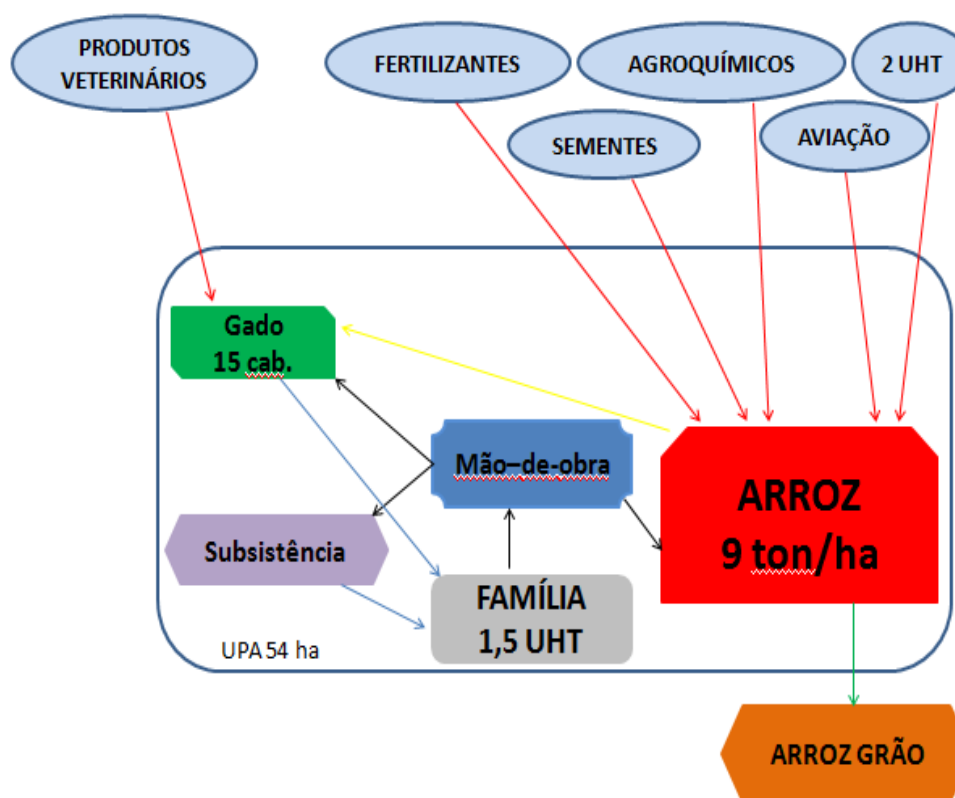 PRODUTOS
VETERINÁRIOS
FERTILIZANTES
AGROQUÍMICOS
2 UHT
SEMENTES
AVIAÇÃO
Gado
15 cab.
Mão–de-obra
ARROZ
9 ton/ha
Subsistência
FAMÍLIA
1,5 UHT
UPA 54 ha
ARROZ GRÃO